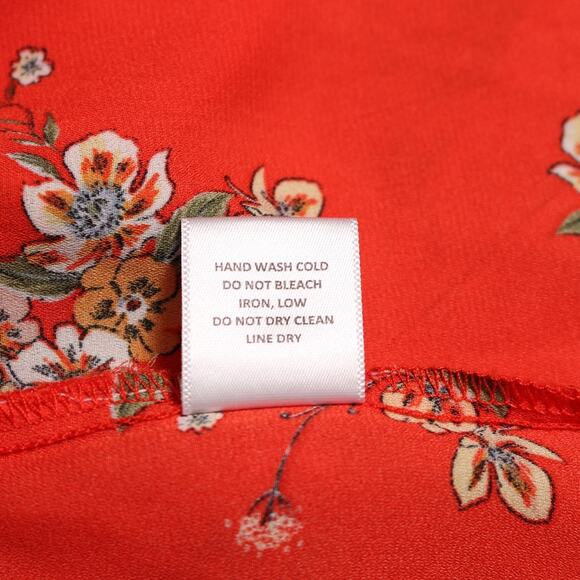 HAND WASH COLD
DO NOT BLEACH
IRON, LOW
DO NOT DRY CLEAN
LINE DRY